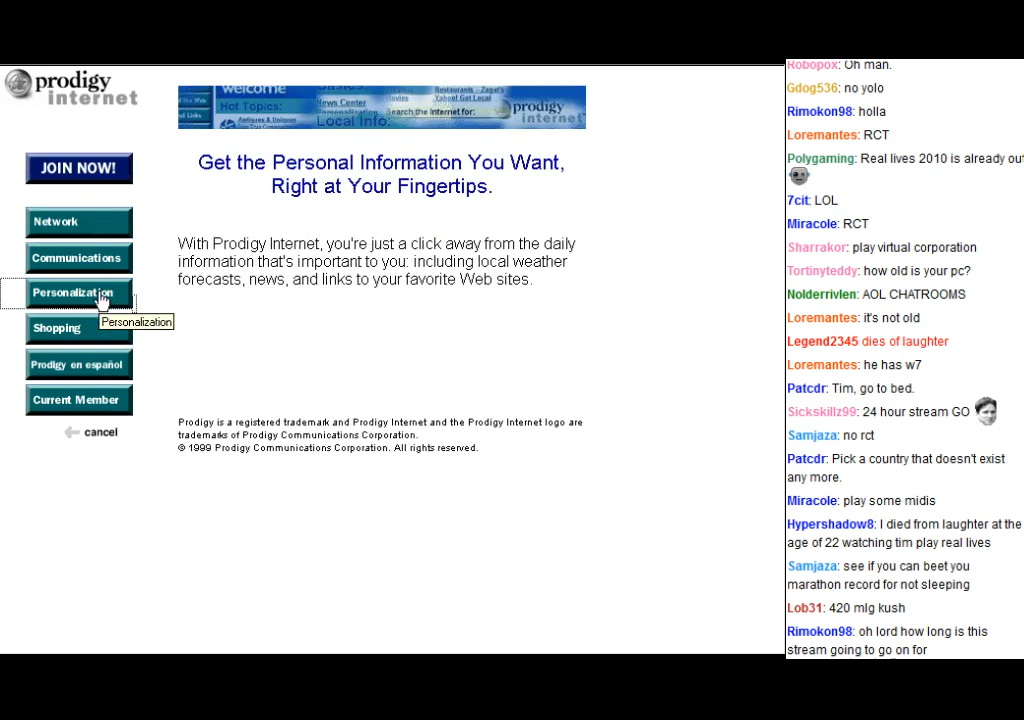 prodigy
internet
JOIN NOW!
Network
Communications
Personalization
Personalization
Shopping
Prodigy en español
Current Member
cancel
welcome
Hot Topics:
Antiques & Uniques
News Center
Local Info.
Restaurants - Zagat's
Yahoo! Get Local
Search the Internet for:
prodigy
internet
Get the Personal Information You Want,
Right at Your Fingertips.
With Prodigy Internet, you're just a click away from the daily
information that's important to you: including local weather
forecasts, news, and links to your favorite Web sites.
Prodigy is a registered trademark and Prodigy Internet and the Prodigy Internet logo are
trademarks of Prodigy Communications Corporation.
© 1999 Prodigy Communications Corporation. All rights reserved.
Robopox: Oh man.
Gdog536: no yolo
Rimokon98: holla
Loremantes: RCT
Polygaming: Real lives 2010 is already out
7cit: LOL
Miracole: RCT
Sharrakor: play virtual corporation
Tortinyteddy: how old is your pc?
Nolderrivlen: AOL CHATROOMS
Loremantes: it's not old
Legend2345 dies of laughter
Loremantes: he has w7
Patcdr: Tim, go to bed.
Sickskillz99: 24 hour stream GO
Samjaza: no rct
Patcdr: Pick a country that doesn't exist
any more.
Miracole: play some midis
Hypershadow8: I died from laughter at the
age of 22 watching tim play real lives
Samjaza: see if you can beet you
marathon record for not sleeping
Lob31: 420 mlg kush
Rimokon98: oh lord how long is this
stream going to go on for